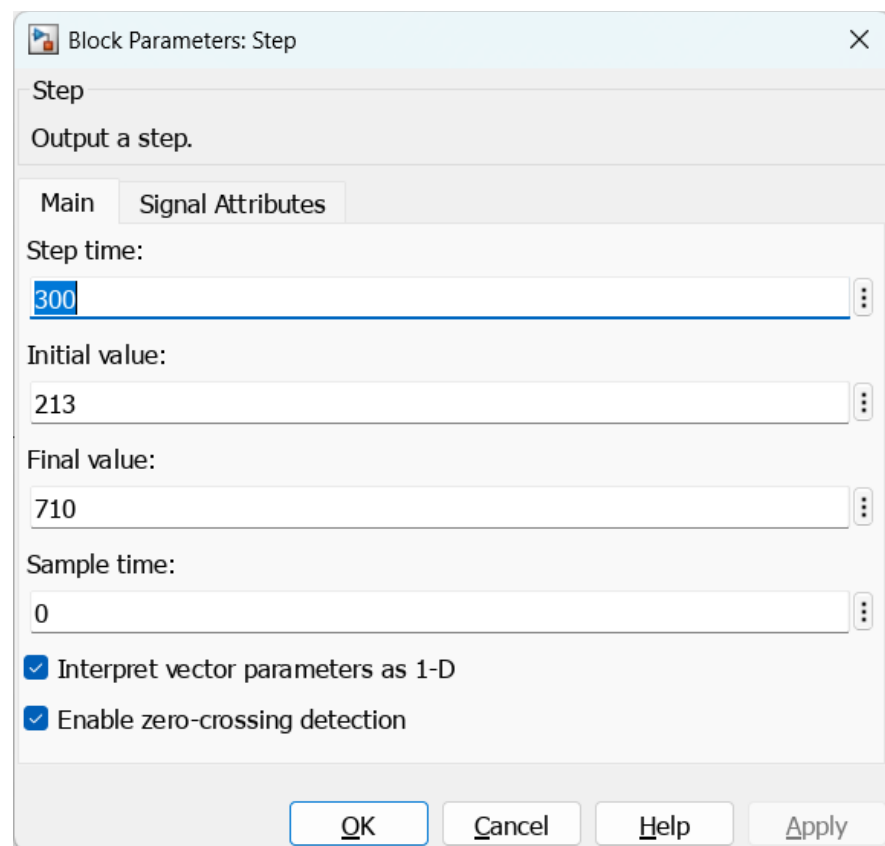 Block Parameters: Step
Step
Output a step.
Main Signal Attributes
Step time:
300
Initial value:
213
Final value:
710
Sample time:
0
Interpret vector parameters as 1-D
Enable zero-crossing detection
OK Cancel Help Apply